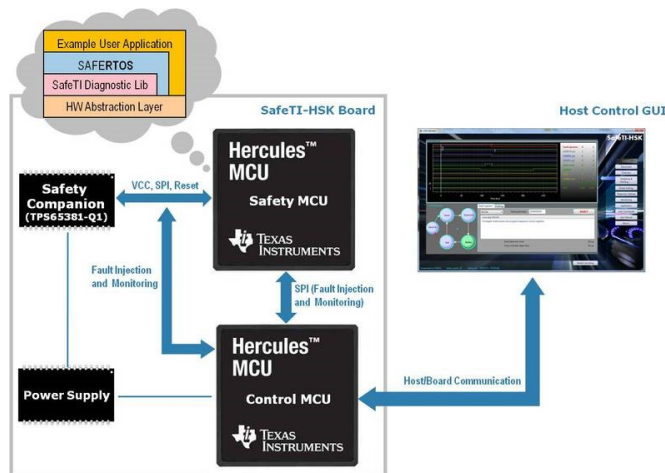 Example User Application
SAFERTOS
SafeTI Diagnostic Lib
HW Abstraction Layer
SafeTI-HSK Board
Host Control GUI
Hercules™
MCU
Safety MCU
TEXAS
INSTRUMENTS
Safety
Companion
(TPS65381-Q1)
VCC, SPI, Reset
SafeTI-HSK
Fault Injection
and Monitoring
SPI (Fault Injection
and Monitoring)
Hercules™
MCU
Control MCU
TEXAS
INSTRUMENTS
Power Supply
Host/Board Communication